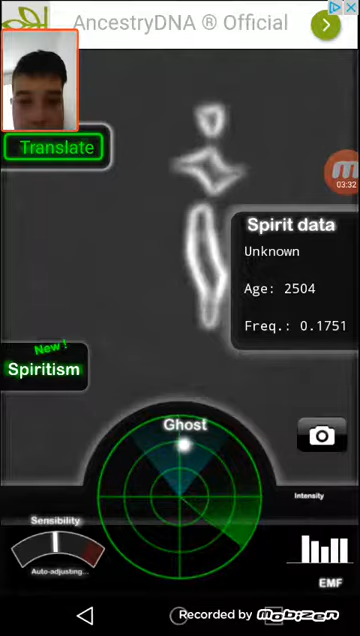 AncestryDNA ® Official
Translate
03:32
Spirit data
Unknown
Age: 2504
Freq.: 0.1751
New !
Spiritism
Ghost
Intensity
Sensibility
Auto-adjusting...
EMF
Recorded by mobizen